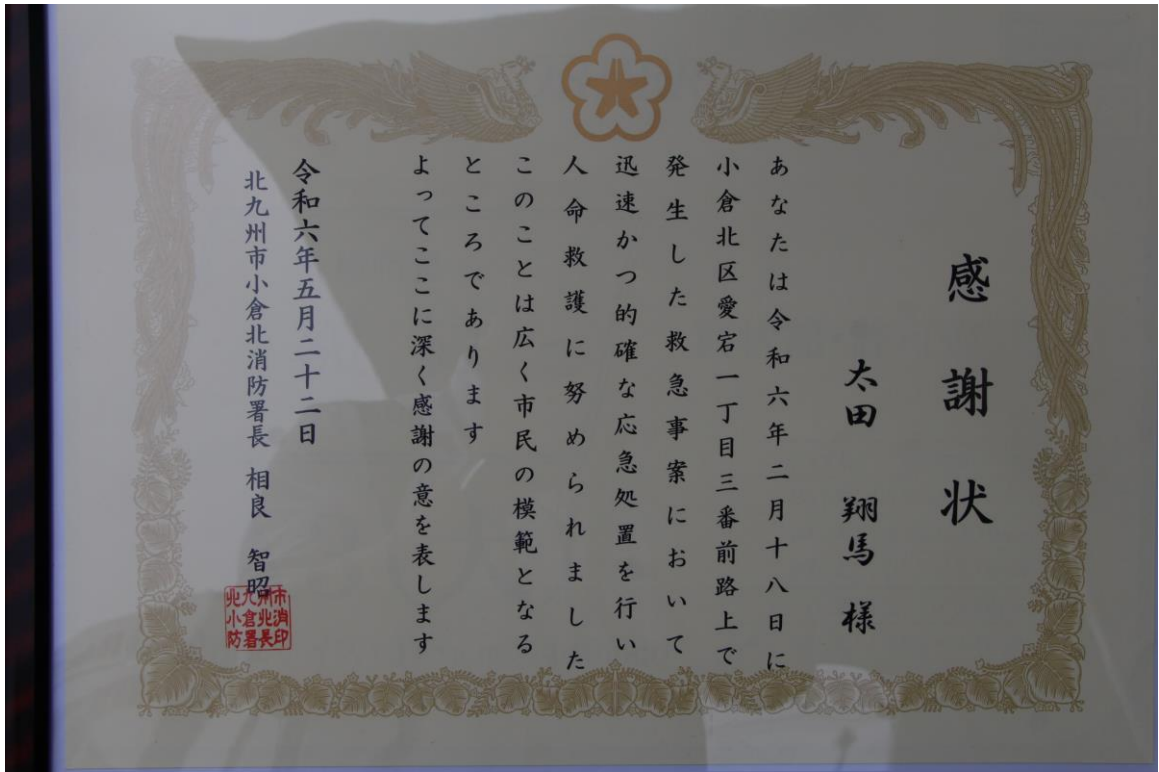 感謝状
太田 翔馬 様
あなたは令和六年二月十八日に
小倉北区愛宕一丁目三番前路上で
発生した救急事案において
迅速かつ的確な応急処置を行い
人命救護に努められました
このことは広く市民の模範となる
ところであります
よってここに深く感謝の意を表します
令和六年五月二十二日
北九州市小倉北消防署長 相良 智昭
北九州市
小倉北消
防署長印